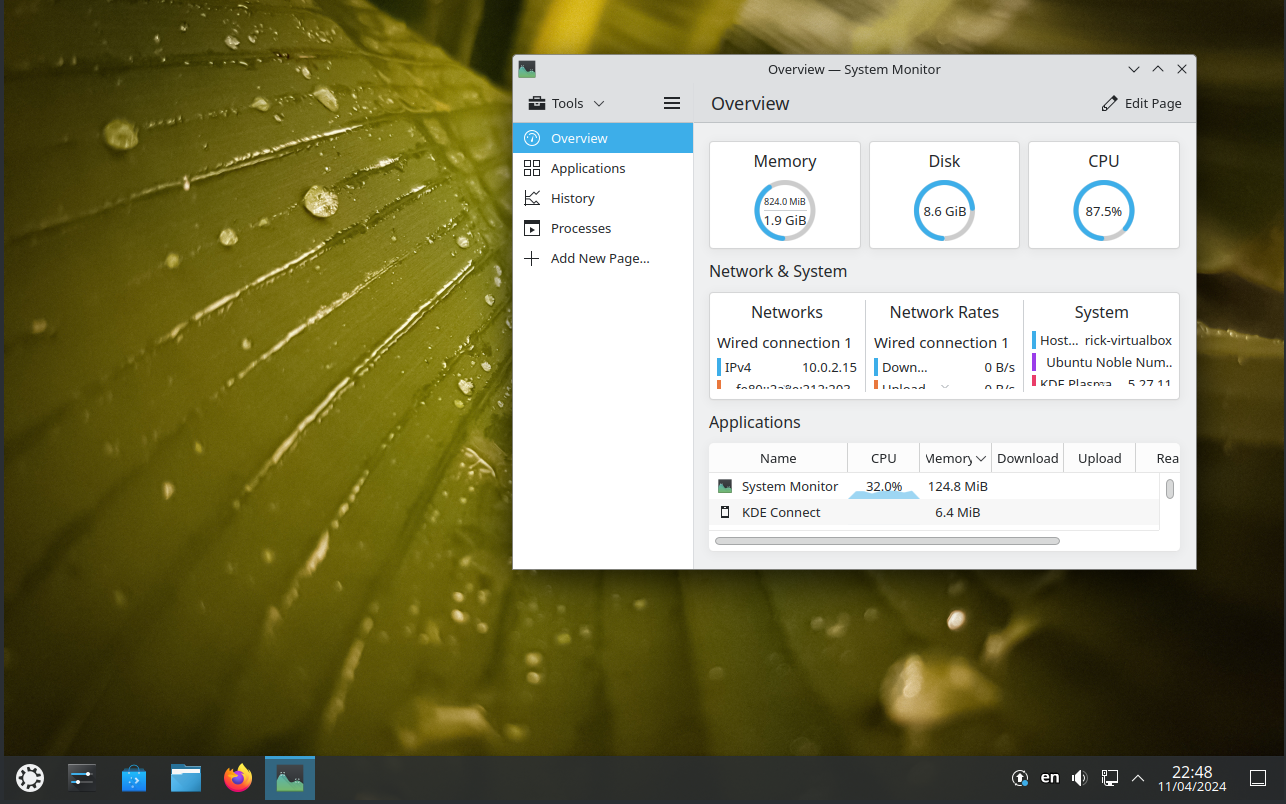 Overview — System Monitor
Tools
Overview
Edit Page
Overview
Applications
History
Processes
Add New Page...
Memory
824.0 MiB
1.9 GiB
Disk
8.6 GiB
CPU
87.5%
Network & System
Networks
Wired connection 1
IPv4 10.0.2.15
Network Rates
Wired connection 1
Down... 0 B/s
Upload 0 B/s
System
Host... rick-virtualbox
Ubuntu Noble Num..
KDE Plasma 5.27.11
Applications
Name CPU Memory Download Upload Rea
System Monitor 32.0% 124.8 MiB
KDE Connect 6.4 MiB
en
22:48
11/04/2024